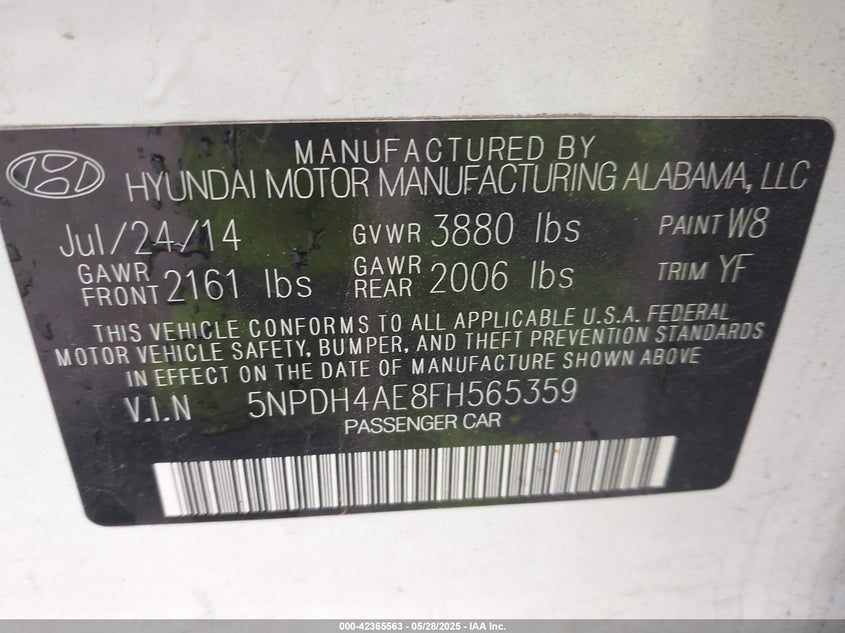 MANUFACTURED BY
HYUNDAI MOTOR MANUFACTURING ALABAMA, LLC
Jul/24/14 GVWR 3880 lbs PAINT W8
GAWR FRONT 2161 lbs GAWR REAR 2006 lbs TRIM YF
THIS VEHICLE CONFORMS TO ALL APPLICABLE U.S.A. FEDERAL
MOTOR VEHICLE SAFETY, BUMPER, AND THEFT PREVENTION STANDARDS
IN EFFECT ON THE DATE OF MANUFACTURE SHOWN ABOVE
V.I.N 5NPDH4AE8FH565359
PASSENGER CAR
000-42365563 - 05/28/2025 - IAA Inc.